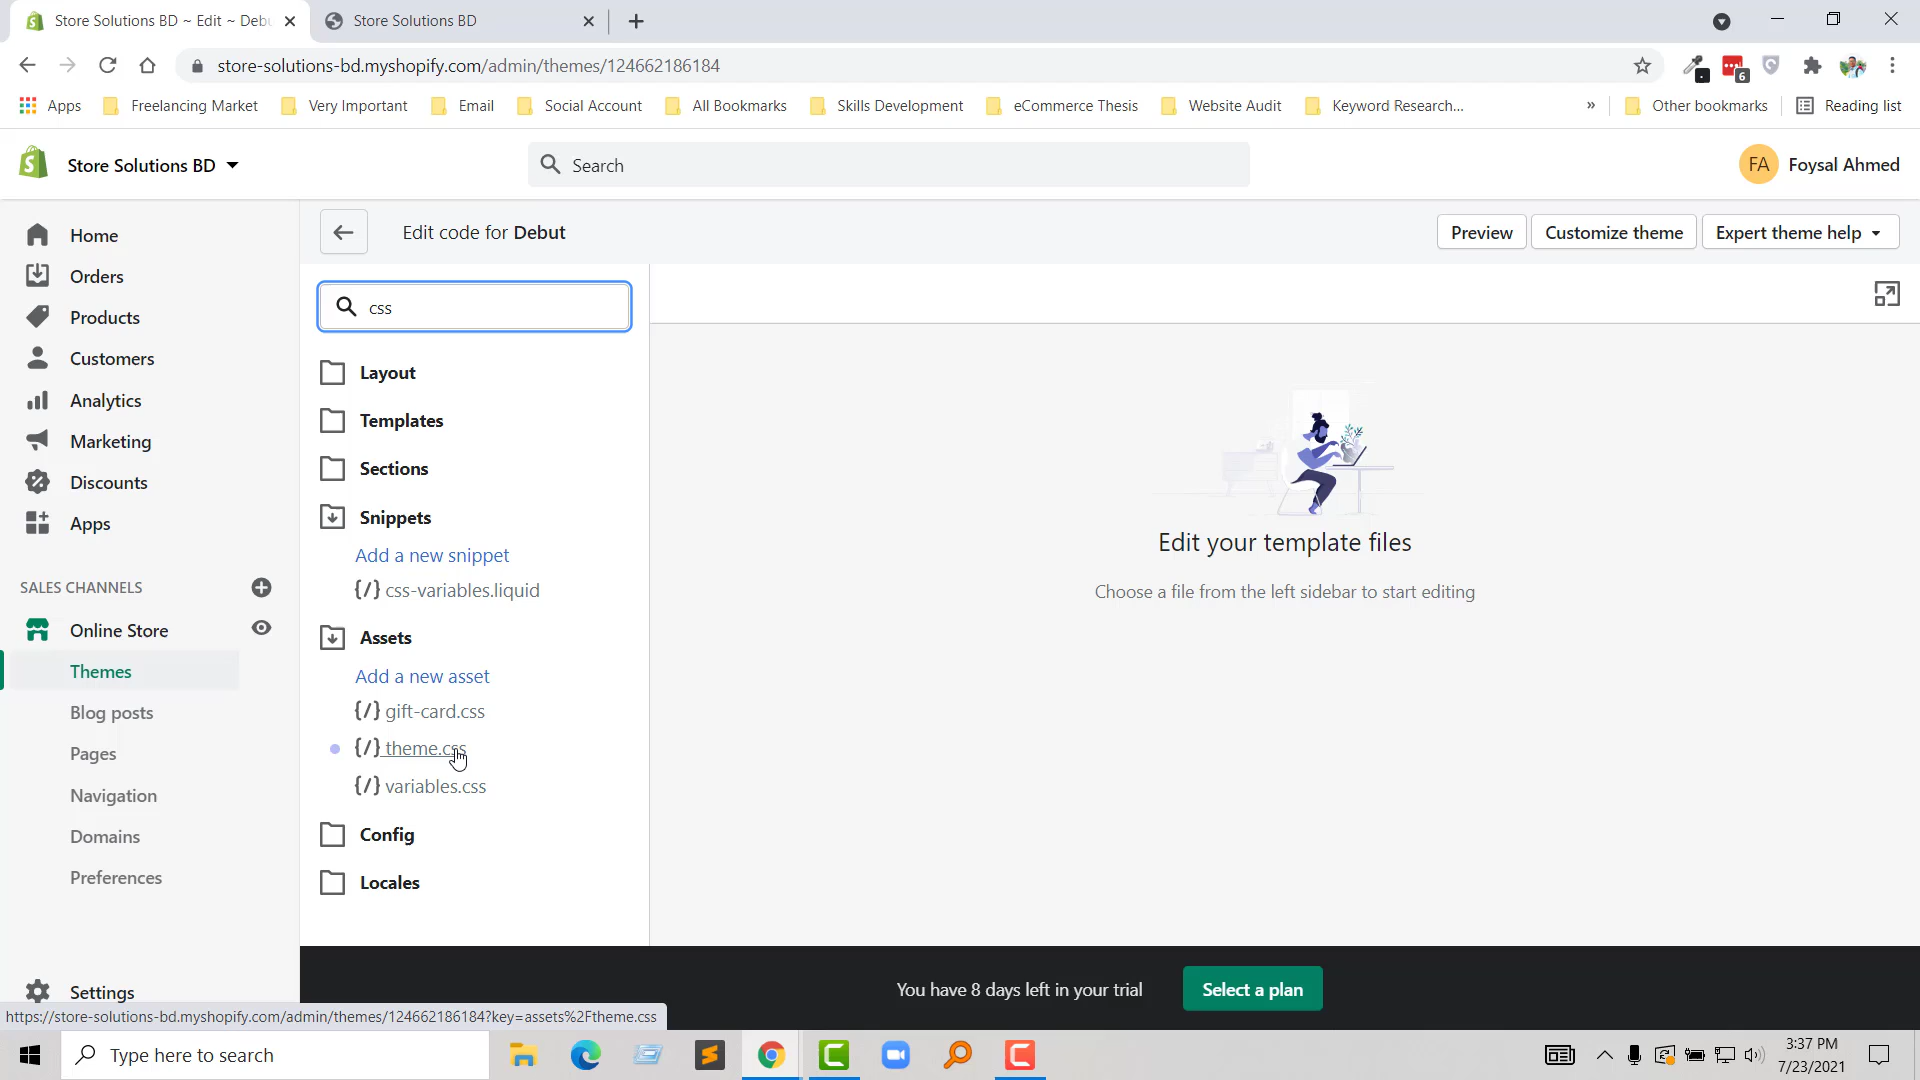 Store Solutions BD ~ Edit ~ Deb
Store Solutions BD
store-solutions-bd.myshopify.com/admin/themes/124662186184
6
Apps
Freelancing Market
Very Important
Email
Social Account
All Bookmarks
Skills Development
eCommerce Thesis
Website Audit
Keyword Research...
»
Other bookmarks
Reading list
Store Solutions BD
Search
FA
Foysal Ahmed
Home
Orders
Products
Customers
Analytics
Marketing
Discounts
Apps
SALES CHANNELS
Online Store
Themes
Blog posts
Pages
Navigation
Domains
Preferences
Settings
Edit code for Debut
Preview
Customize theme
Expert theme help
css
Layout
Templates
Sections
Snippets
Add a new snippet
{/} css-variables.liquid
Assets
Add a new asset
{/} gift-card.css
{/} theme.css
{/} variables.css
Config
Locales
Edit your template files
Choose a file from the left sidebar to start editing
You have 8 days left in your trial
Select a plan
https://store-solutions-bd.myshopify.com/admin/themes/124662186184?key=assets%2Ftheme.css
Type here to search
3:37 PM
7/23/2021